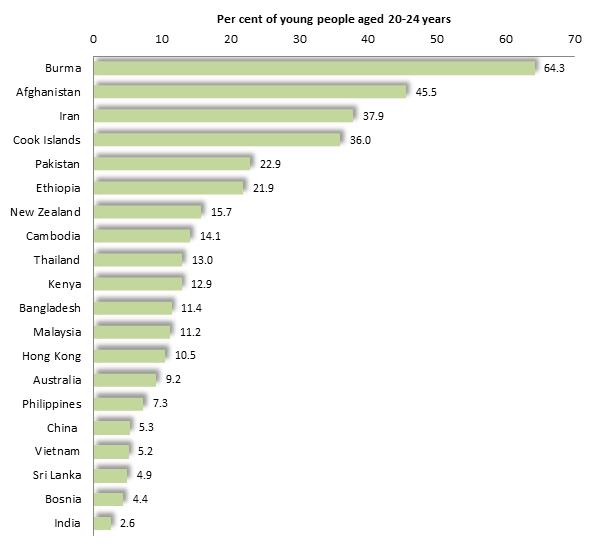 Per cent of young people aged 20-24 years
0 10 20 30 40 50 60 70
Burma 64.3
Afghanistan 45.5
Iran 37.9
Cook Islands 36.0
Pakistan 22.9
Ethiopia 21.9
New Zealand 15.7
Cambodia 14.1
Thailand 13.0
Kenya 12.9
Bangladesh 11.4
Malaysia 11.2
Hong Kong 10.5
Australia 9.2
Philippines 7.3
China 5.3
Vietnam 5.2
Sri Lanka 4.9
Bosnia 4.4
India 2.6